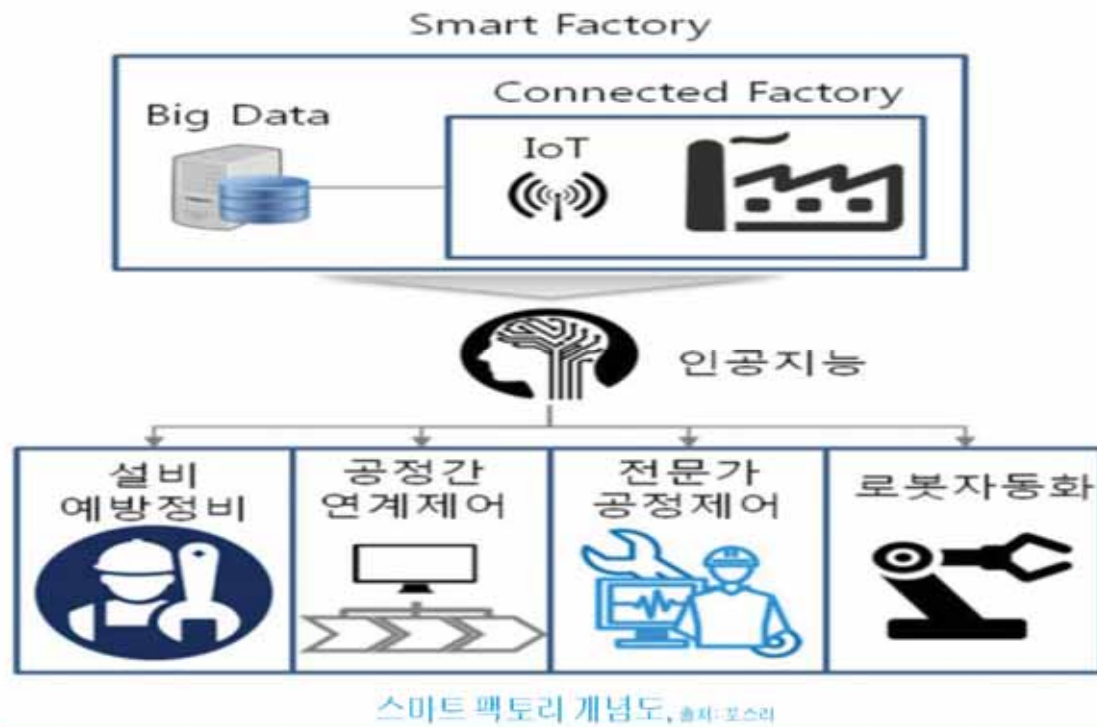 Smart Factory
Connected Factory
Big Data
IoT
인공지능
설비
예방정비
공정간
연계제어
전문가
공정제어
로봇자동화
스마트 팩토리 개념도, 출처: 포스리